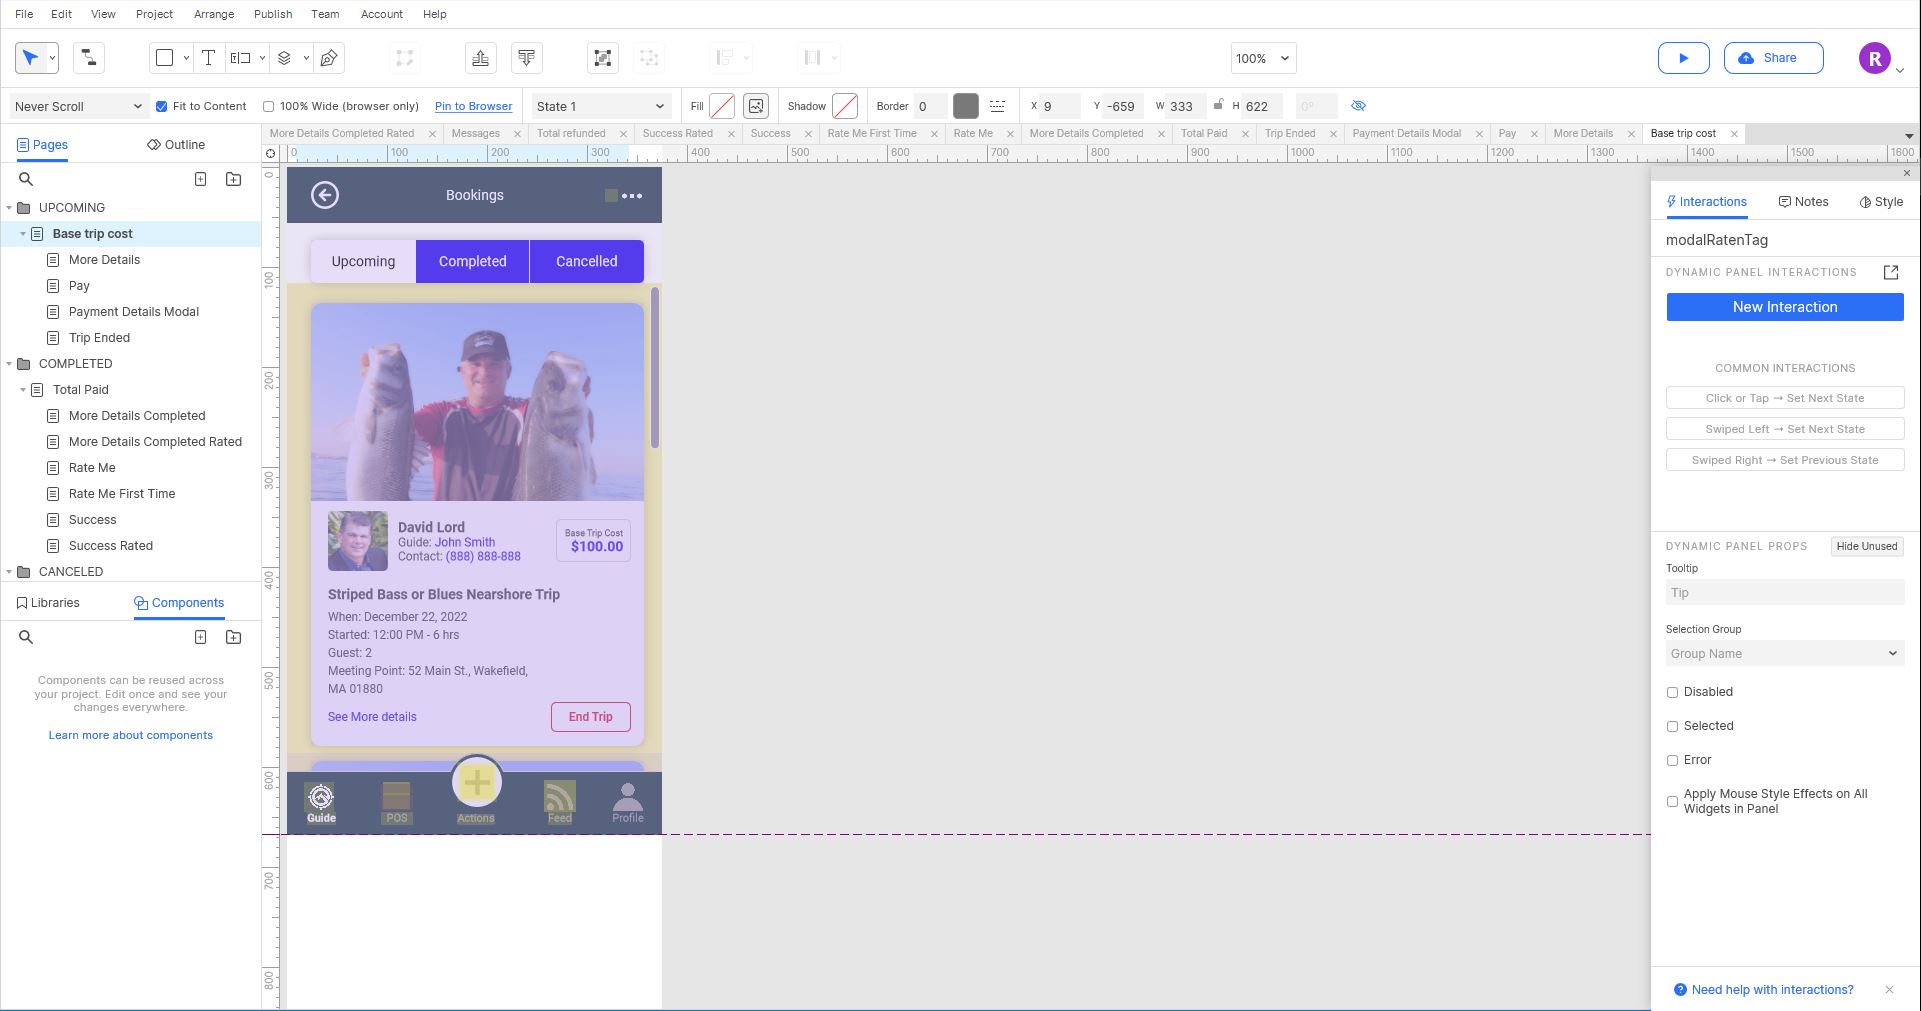 File Edit View Project Arrange Publish Team Account Help
100% Share R
Never Scroll Fit to Content 100% Wide (browser only) Pin to Browser State 1 Fill Shadow Border 0 X 9 Y -659 W 333 H 622 0°
Pages Outline
More Details Completed Rated Messages Total refunded Success Rated Success Rate Me First Time Rate Me More Details Completed Total Paid Trip Ended Payment Details Modal Pay More Details Base trip cost
0 100 200 300 400 500 600 700 800 900 1000 1100 1200 1300 1400 1500 1600
0
100
200
300
400
500
600
700
800
UPCOMING
Base trip cost
More Details
Pay
Payment Details Modal
Trip Ended
COMPLETED
Total Paid
More Details Completed
More Details Completed Rated
Rate Me
Rate Me First Time
Success
Success Rated
CANCELED
Libraries Components
Components can be reused across
your project. Edit once and see your
changes everywhere.
Learn more about components
Bookings
Upcoming Completed Cancelled
David Lord
Guide: John Smith
Contact: (888) 888-888
Base Trip Cost
$100.00
Striped Bass or Blues Nearshore Trip
When: December 22, 2022
Started: 12:00 PM - 6 hrs
Guest: 2
Meeting Point: 52 Main St., Wakefield,
MA 01880
See More details End Trip
Guide POS Actions Feed Profile
Interactions Notes Style
modalRatenTag
DYNAMIC PANEL INTERACTIONS
New Interaction
COMMON INTERACTIONS
Click or Tap → Set Next State
Swiped Left → Set Next State
Swiped Right → Set Previous State
DYNAMIC PANEL PROPS Hide Unused
Tooltip
Tip
Selection Group
Group Name
Disabled
Selected
Error
Apply Mouse Style Effects on All
Widgets in Panel
Need help with interactions?